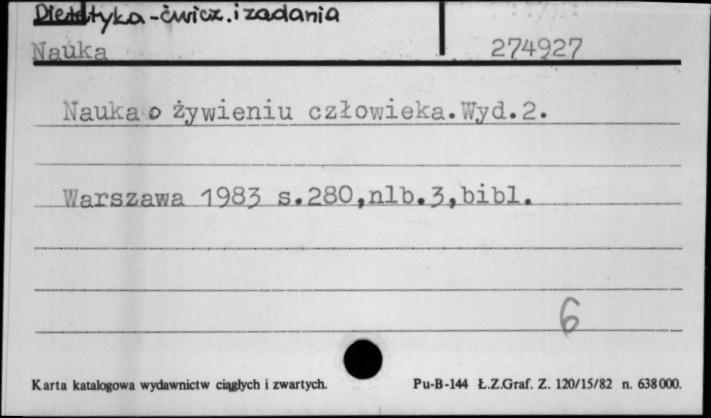 Dietetyka - ćwicz. i zadania
Nauka 274927
Nauka o żywieniu człowieka. Wyd. 2.
Warszawa 1983 s. 280, nlb. 3, bibl.
6
Karta katalogowa wydawnictw ciągłych i zwartych. Pu-B-144 Ł.Z.Graf. Z. 120/15/82 n. 638000.